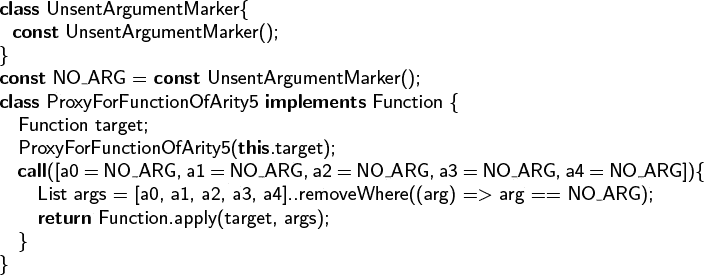 class UnsentArgumentMarker{
const UnsentArgumentMarker();
}
const NO_ARG = const UnsentArgumentMarker();
class ProxyForFunctionOfArity5 implements Function {
Function target;
ProxyForFunctionOfArity5(this.target);
call([a0 = NO_ARG, a1 = NO_ARG, a2 = NO_ARG, a3 = NO_ARG, a4 = NO_ARG]){
List args = [a0, a1, a2, a3, a4]..removeWhere((arg) => arg == NO_ARG);
return Function.apply(target, args);
}
}